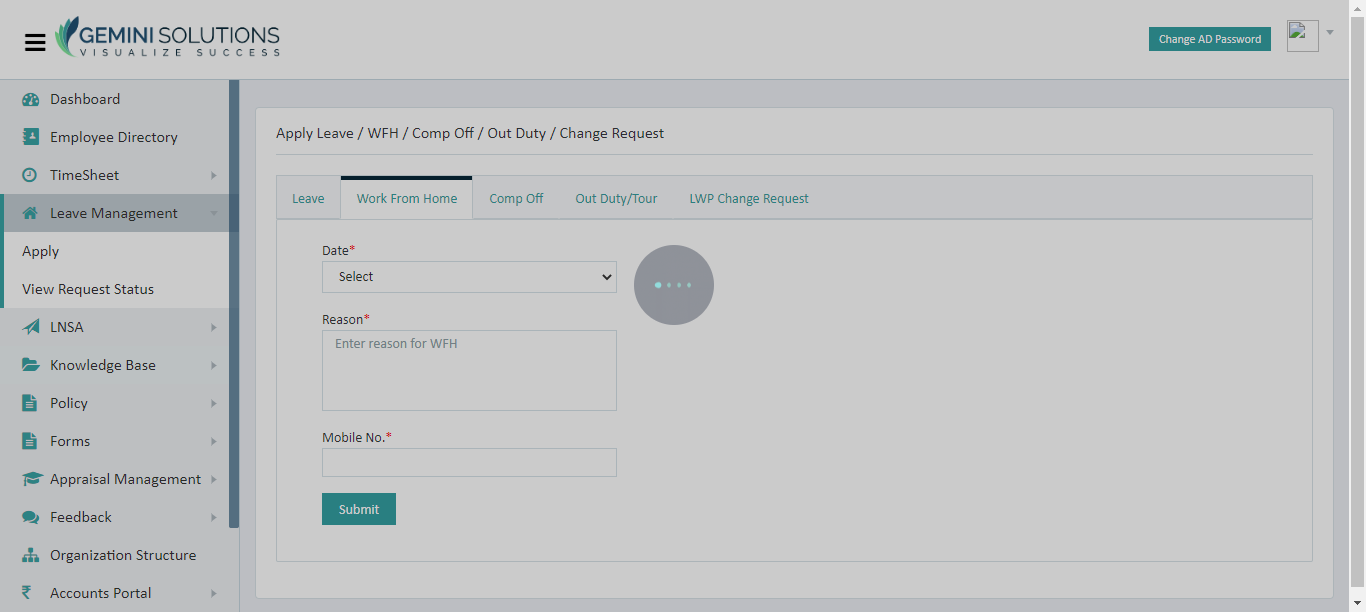 GEMINI SOLUTIONS
VISUALIZE SUCCESS
Change AD Password
Dashboard
Employee Directory
TimeSheet
Leave Management
Apply
View Request Status
LNSA
Knowledge Base
Policy
Forms
Appraisal Management
Feedback
Organization Structure
₹ Accounts Portal
Apply Leave / WFH / Comp Off / Out Duty / Change Request
Leave Work From Home Comp Off Out Duty/Tour LWP Change Request
Date*
Select
Reason*
Enter reason for WFH
Mobile No.*
Submit